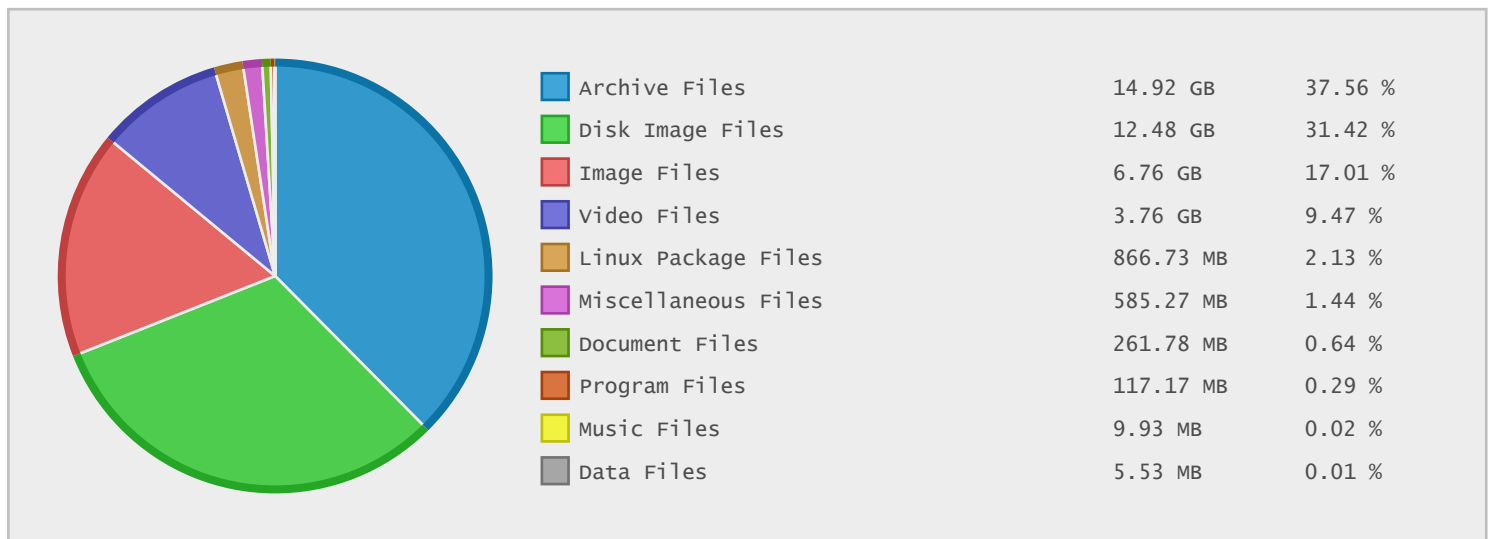 Archive Files 14.92 GB 37.56 %
Disk Image Files 12.48 GB 31.42 %
Image Files 6.76 GB 17.01 %
Video Files 3.76 GB 9.47 %
Linux Package Files 866.73 MB 2.13 %
Miscellaneous Files 585.27 MB 1.44 %
Document Files 261.78 MB 0.64 %
Program Files 117.17 MB 0.29 %
Music Files 9.93 MB 0.02 %
Data Files 5.53 MB 0.01 %